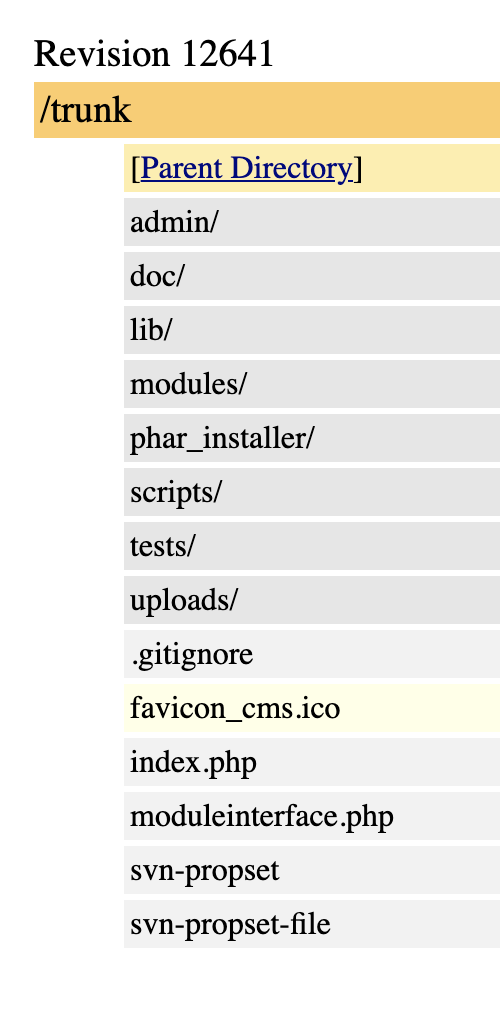 Revision 12641
/trunk
[Parent Directory]
admin/
doc/
lib/
modules/
phar_installer/
scripts/
tests/
uploads/
.gitignore
favicon_cms.ico
index.php
moduleinterface.php
svn-propset
svn-propset-file